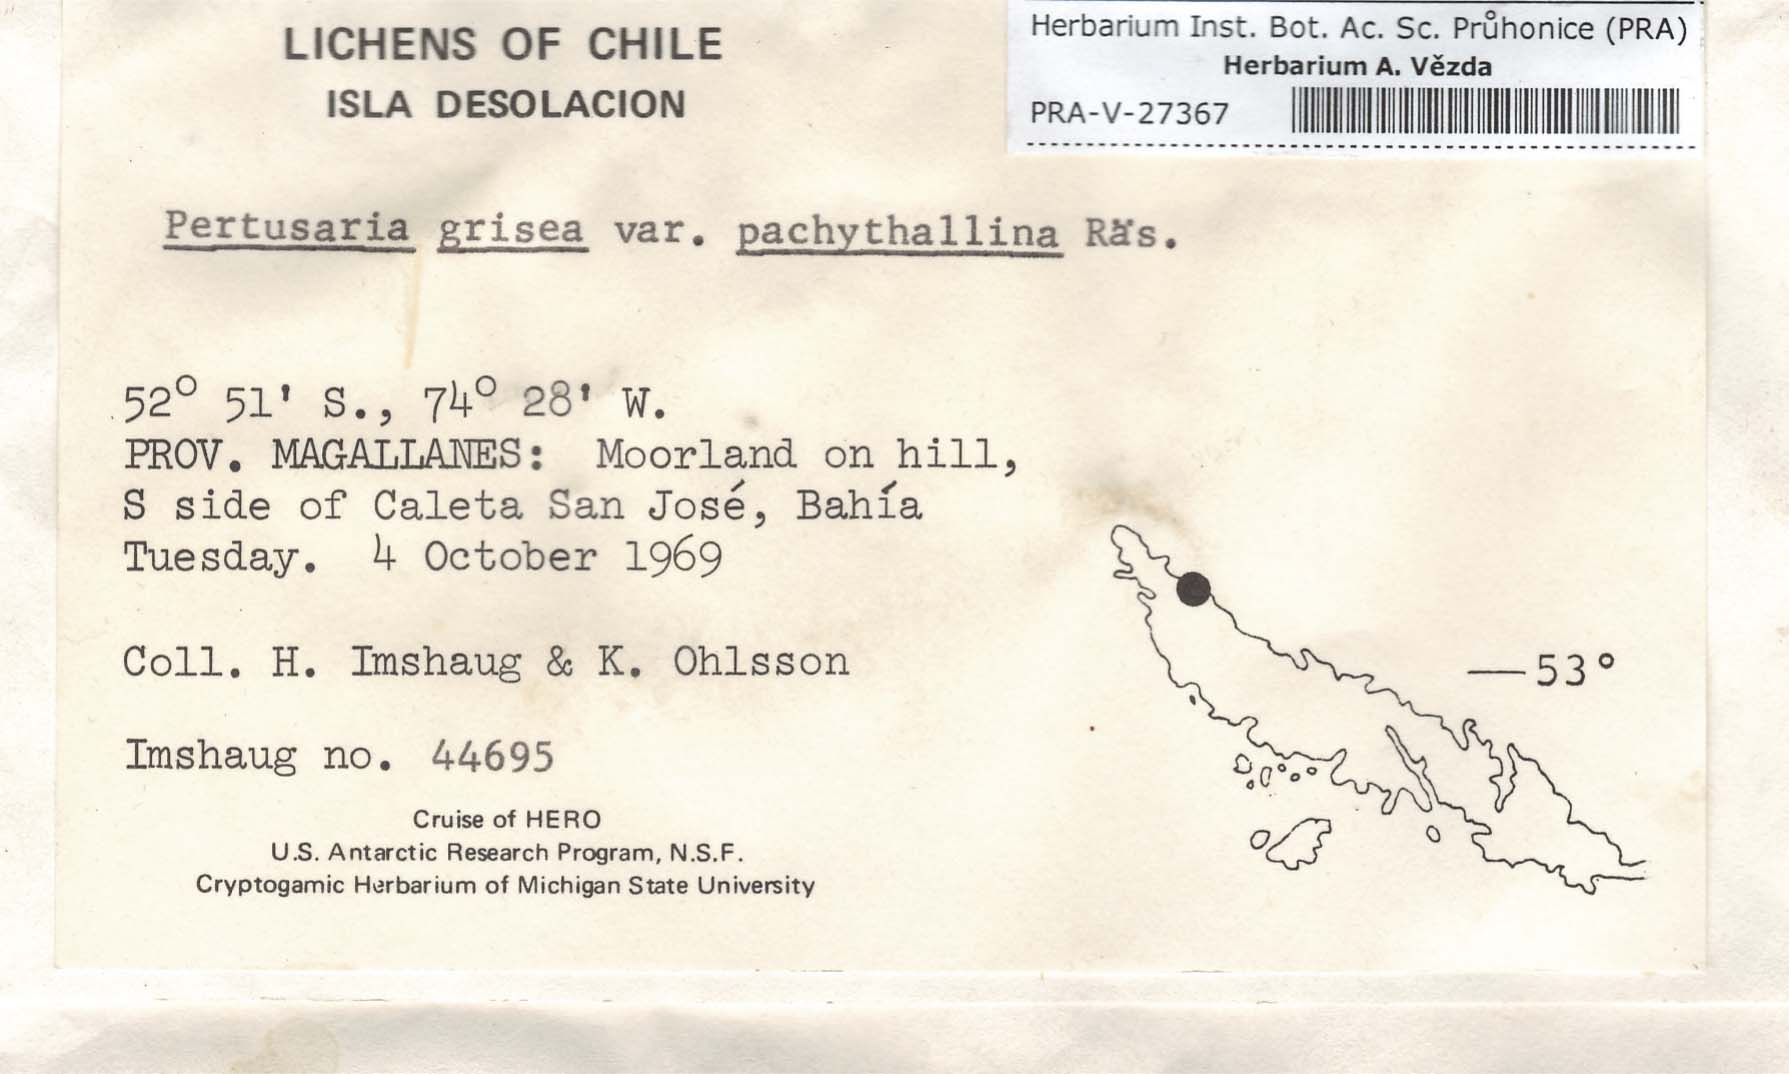 LICHENS OF CHILE
ISLA DESOLACION
Herbarium Inst. Bot. Ac. Sc. Průhonice (PRA)
Herbarium A. Vězda
PRA-V-27367
Pertusaria grisea var. pachythallina Räs.
52° 51' S., 74° 28' W.
PROV. MAGALLANES: Moorland on hill,
S side of Caleta San José, Bahía
Tuesday. 4 October 1969
Coll. H. Imshaug & K. Ohlsson
Imshaug no. 44695
Cruise of HERO
U.S. Antarctic Research Program, N.S.F.
Cryptogamic Herbarium of Michigan State University
—53°